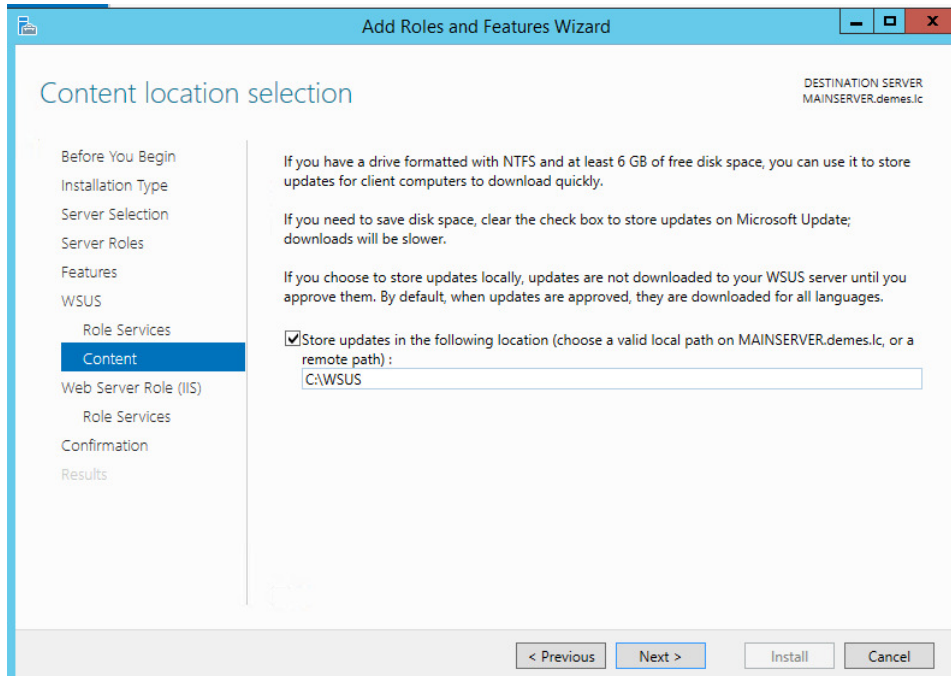 Add Roles and Features Wizard
Content location selection
DESTINATION SERVER
MAINSERVER.demes.lc
Before You Begin
Installation Type
Server Selection
Server Roles
Features
WSUS
Role Services
Content
Web Server Role (IIS)
Role Services
Confirmation
Results
If you have a drive formatted with NTFS and at least 6 GB of free disk space, you can use it to store
updates for client computers to download quickly.
If you need to save disk space, clear the check box to store updates on Microsoft Update;
downloads will be slower.
If you choose to store updates locally, updates are not downloaded to your WSUS server until you
approve them. By default, when updates are approved, they are downloaded for all languages.
Store updates in the following location (choose a valid local path on MAINSERVER.demes.lc, or a
remote path) :
C:\WSUS
< Previous
Next >
Install
Cancel